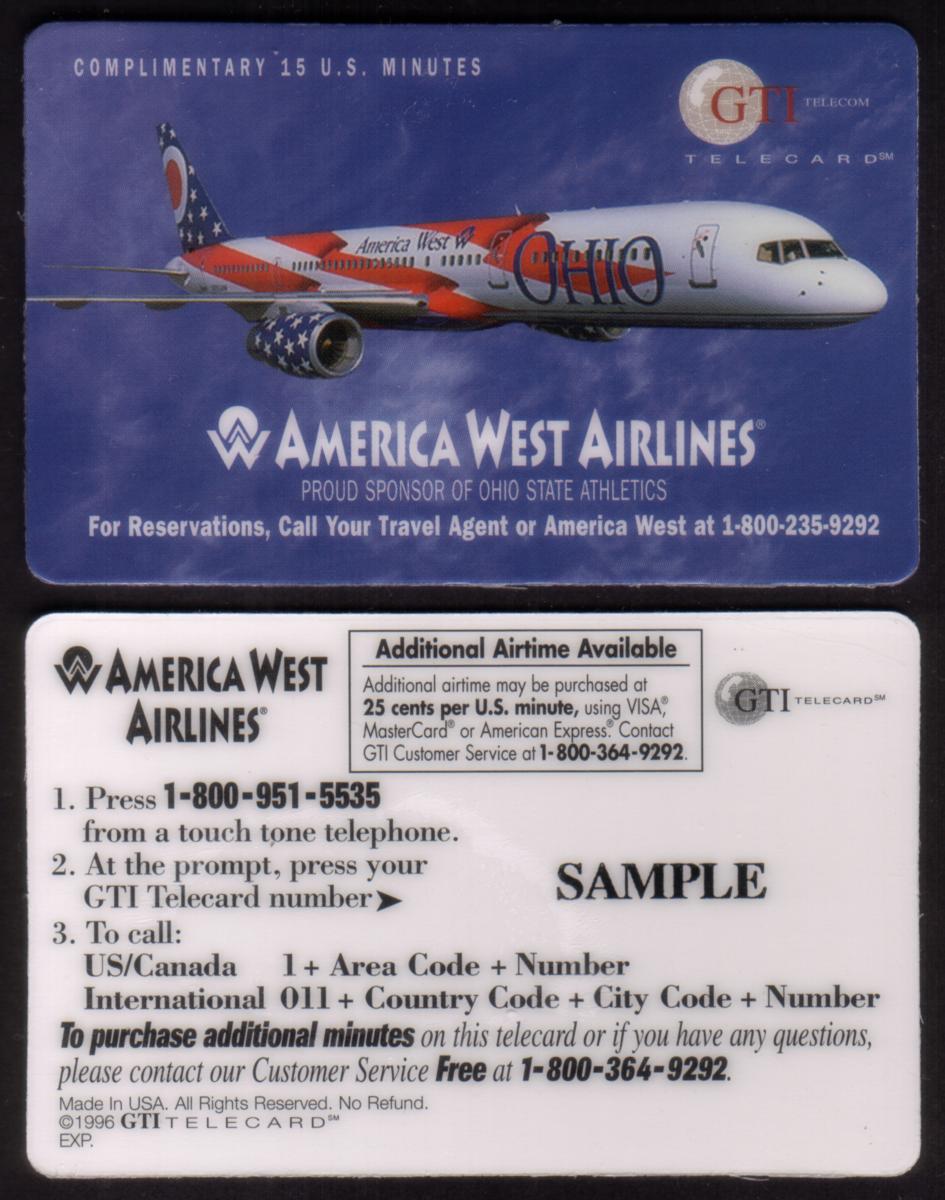 COMPLIMENTARY 15 U.S. MINUTES
GTI TELECOM
TELECARD℠
America West
OHIO
AMERICA WEST AIRLINES®
PROUD SPONSOR OF OHIO STATE ATHLETICS
For Reservations, Call Your Travel Agent or America West at 1-800-235-9292
AMERICA WEST
AIRLINES®
Additional Airtime Available
Additional airtime may be purchased at
25 cents per U.S. minute, using VISA®,
MasterCard® or American Express®. Contact
GTI Customer Service at 1-800-364-9292.
GTI TELECARD℠
1. Press 1-800-951-5535
from a touch tone telephone.
2. At the prompt, press your
GTI Telecard number➤
SAMPLE
3. To call:
US/Canada 1+ Area Code + Number
International 011 + Country Code + City Code + Number
To purchase additional minutes on this telecard or if you have any questions,
please contact our Customer Service Free at 1-800-364-9292.
Made In USA. All Rights Reserved. No Refund.
©1996 GTI TELECARD℠
EXP.